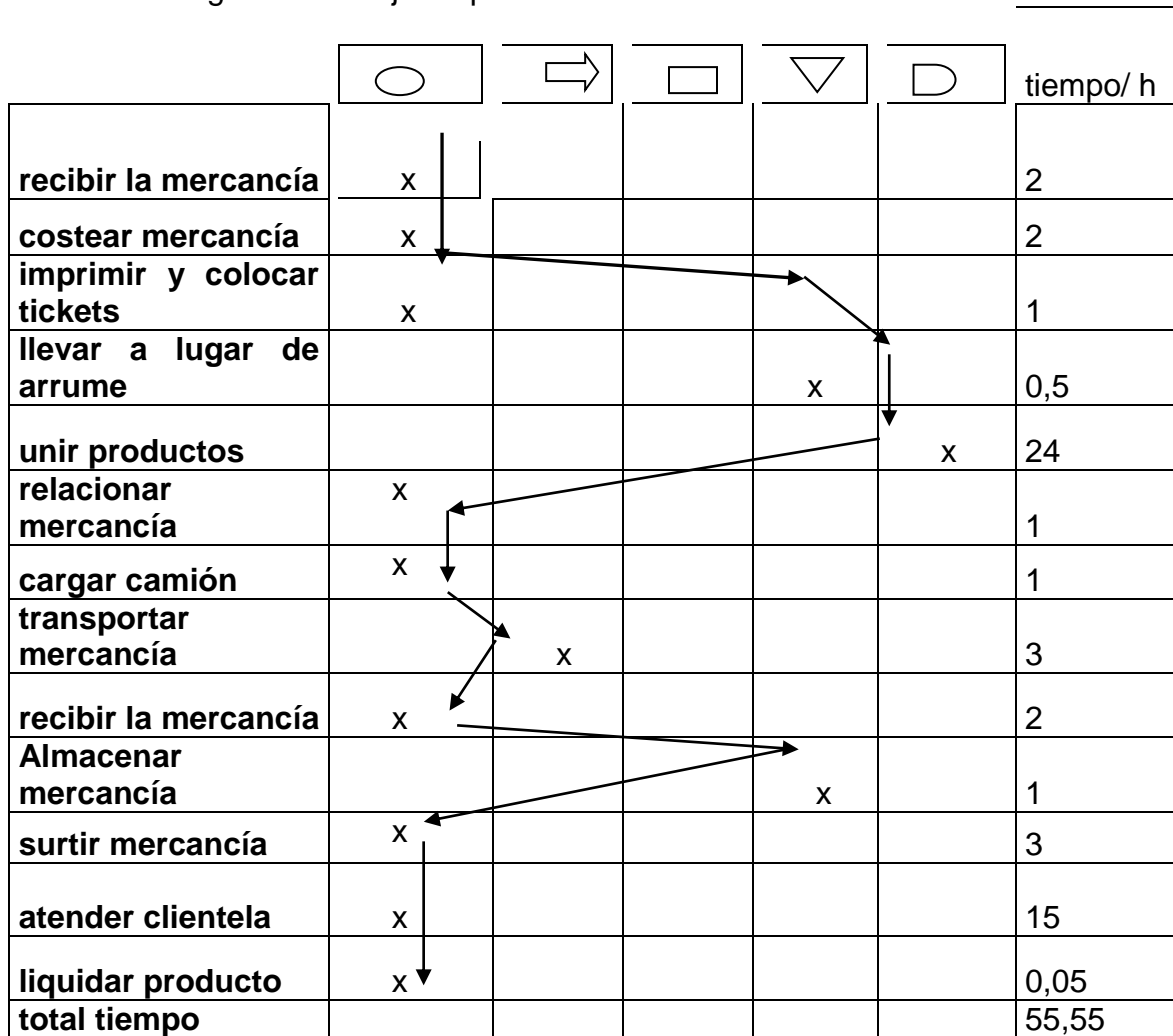 tiempo/ h
recibir la mercancía x 2
costear mercancía x 2
imprimir y colocar
tickets x 1
llevar a lugar de
arrume x 0,5
unir productos x 24
relacionar x
mercancía 1
cargar camión x 1
transportar
mercancía x 3
recibir la mercancía x 2
Almacenar
mercancía x 1
surtir mercancía x 3
atender clientela x 15
liquidar producto x 0,05
total tiempo 55,55